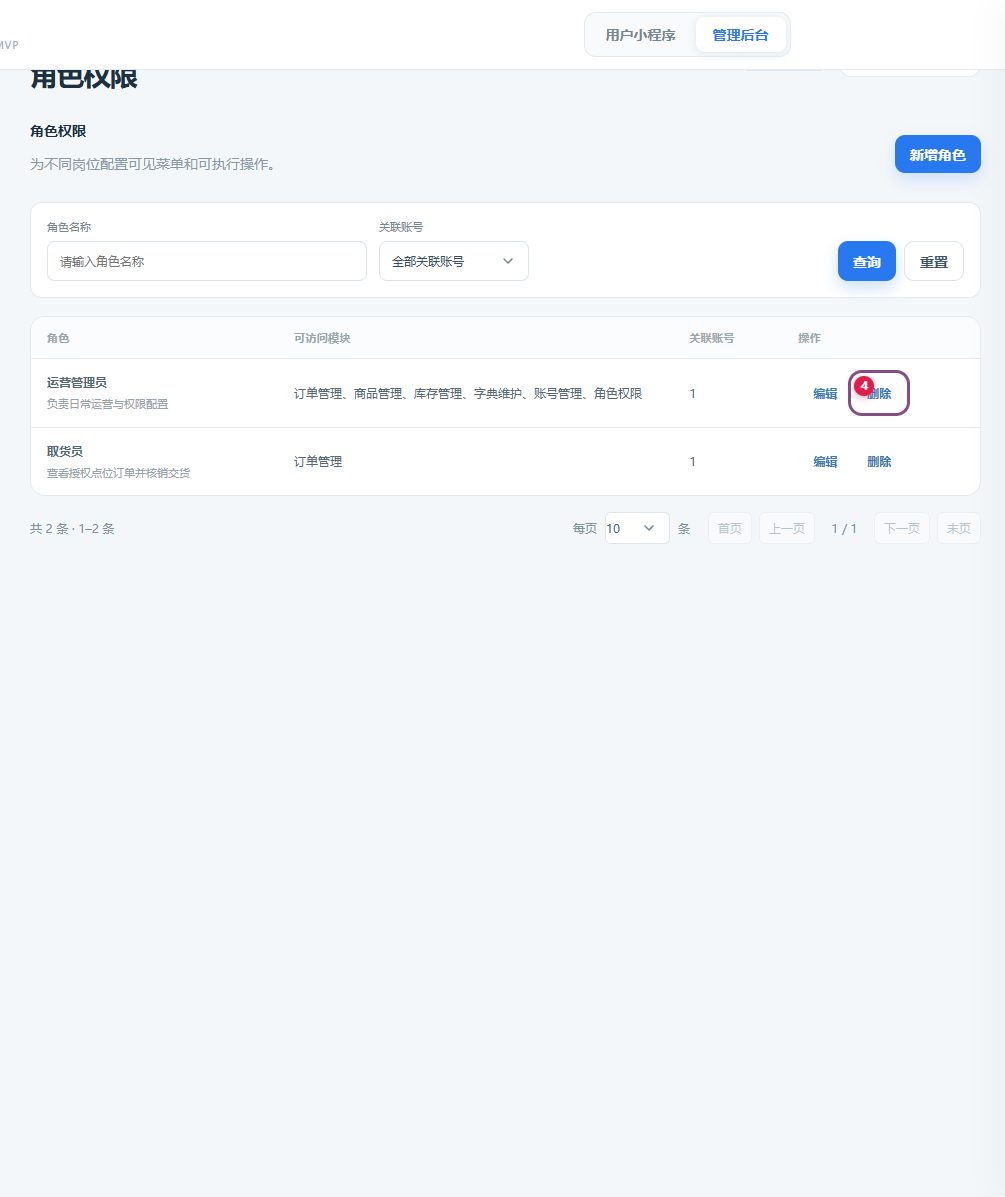 MVP
用户小程序 管理后台
角色权限
角色权限
为不同岗位配置可见菜单和可执行操作。
新增角色
角色名称 关联账号
请输入角色名称 全部关联账号 查询 重置
角色 可访问模块 关联账号 操作
运营管理员
负责日常运营与权限配置
订单管理、商品管理、库存管理、字典维护、账号管理、角色权限 1 编辑 4 删除
取货员
查看授权点位订单并核销交货
订单管理 1 编辑 删除
共 2 条 · 1–2 条 每页 10 条 首页 上一页 1 / 1 下一页 末页